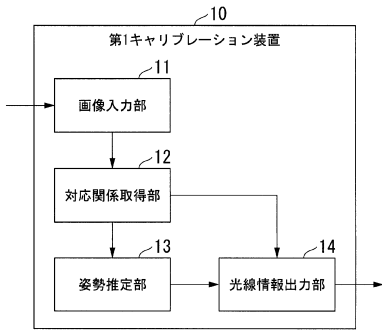 10
第1キャリブレーション装置
11
画像入力部
12
対応関係取得部
13
姿勢推定部
14
光線情報出力部